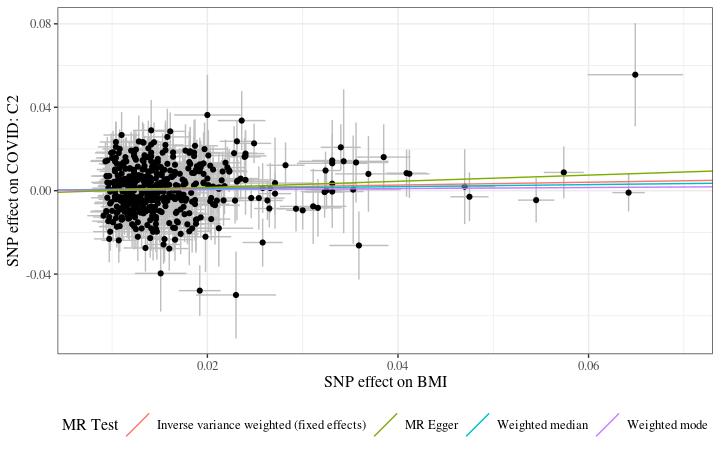 0.08
0.04
0.00
-0.04
SNP effect on COVID: C2
0.02 0.04 0.06
SNP effect on BMI
MR Test Inverse variance weighted (fixed effects) MR Egger Weighted median Weighted mode